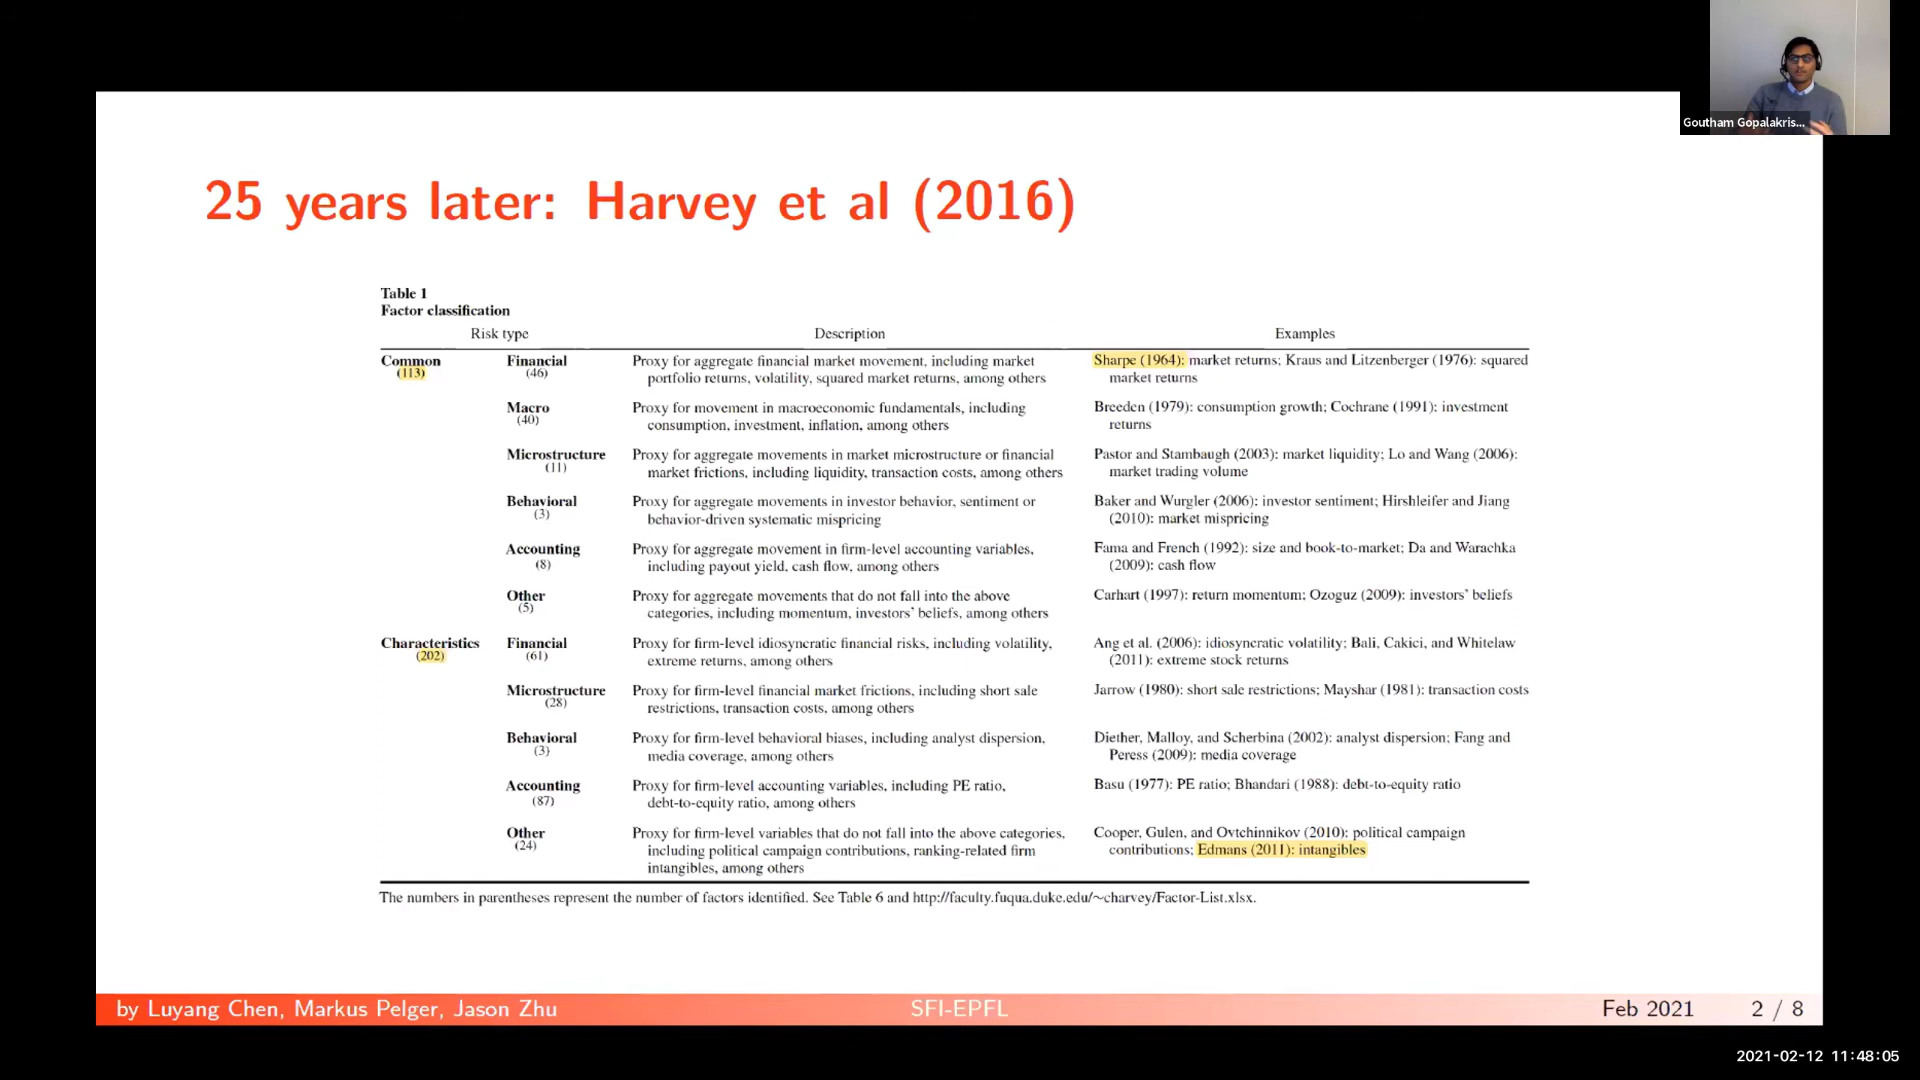 Goutham Gopalakris...
25 years later: Harvey et al (2016)
Table 1
Factor classification
Risk type Description Examples
Common Financial Proxy for aggregate financial market movement, including market Sharpe (1964): market returns; Kraus and Litzenberger (1976): squared
(113) (46) portfolio returns, volatility, squared market returns, among others market returns
Macro Proxy for movement in macroeconomic fundamentals, including Breeden (1979): consumption growth; Cochrane (1991): investment
(40) consumption, investment, inflation, among others returns
Microstructure Proxy for aggregate movements in market microstructure or financial Pastor and Stambaugh (2003): market liquidity; Lo and Wang (2006):
(11) market frictions, including liquidity, transaction costs, among others market trading volume
Behavioral Proxy for aggregate movements in investor behavior, sentiment or Baker and Wurgler (2006): investor sentiment; Hirshleifer and Jiang
(3) behavior-driven systematic mispricing (2010): market mispricing
Accounting Proxy for aggregate movement in firm-level accounting variables, Fama and French (1992): size and book-to-market; Da and Warachka
(8) including payout yield, cash flow, among others (2009): cash flow
Other Proxy for aggregate movements that do not fall into the above Carhart (1997): return momentum; Ozoguz (2009): investors' beliefs
(5) categories, including momentum, investors' beliefs, among others
Characteristics Financial Proxy for firm-level idiosyncratic financial risks, including volatility, Ang et al. (2006): idiosyncratic volatility; Bali, Cakici, and Whitelaw
(202) (61) extreme returns, among others (2011): extreme stock returns
Microstructure Proxy for firm-level financial market frictions, including short sale Jarrow (1980): short sale restrictions; Mayshar (1981): transaction costs
(28) restrictions, transaction costs, among others
Behavioral Proxy for firm-level behavioral biases, including analyst dispersion, Diether, Malloy, and Scherbina (2002): analyst dispersion; Fang and
(3) media coverage, among others Peress (2009): media coverage
Accounting Proxy for firm-level accounting variables, including PE ratio, Basu (1977): PE ratio; Bhandari (1988): debt-to-equity ratio
(87) debt-to-equity ratio, among others
Other Proxy for firm-level variables that do not fall into the above categories, Cooper, Gulen, and Ovtchinnikov (2010): political campaign
(24) including political campaign contributions, ranking-related firm contributions; Edmans (2011): intangibles
intangibles, among others
The numbers in parentheses represent the number of factors identified. See Table 6 and http://faculty.fuqua.duke.edu/~charvey/Factor-List.xlsx.
by Luyang Chen, Markus Pelger, Jason Zhu SFI-EPFL Feb 2021 2 / 8
2021-02-12 11:48:05